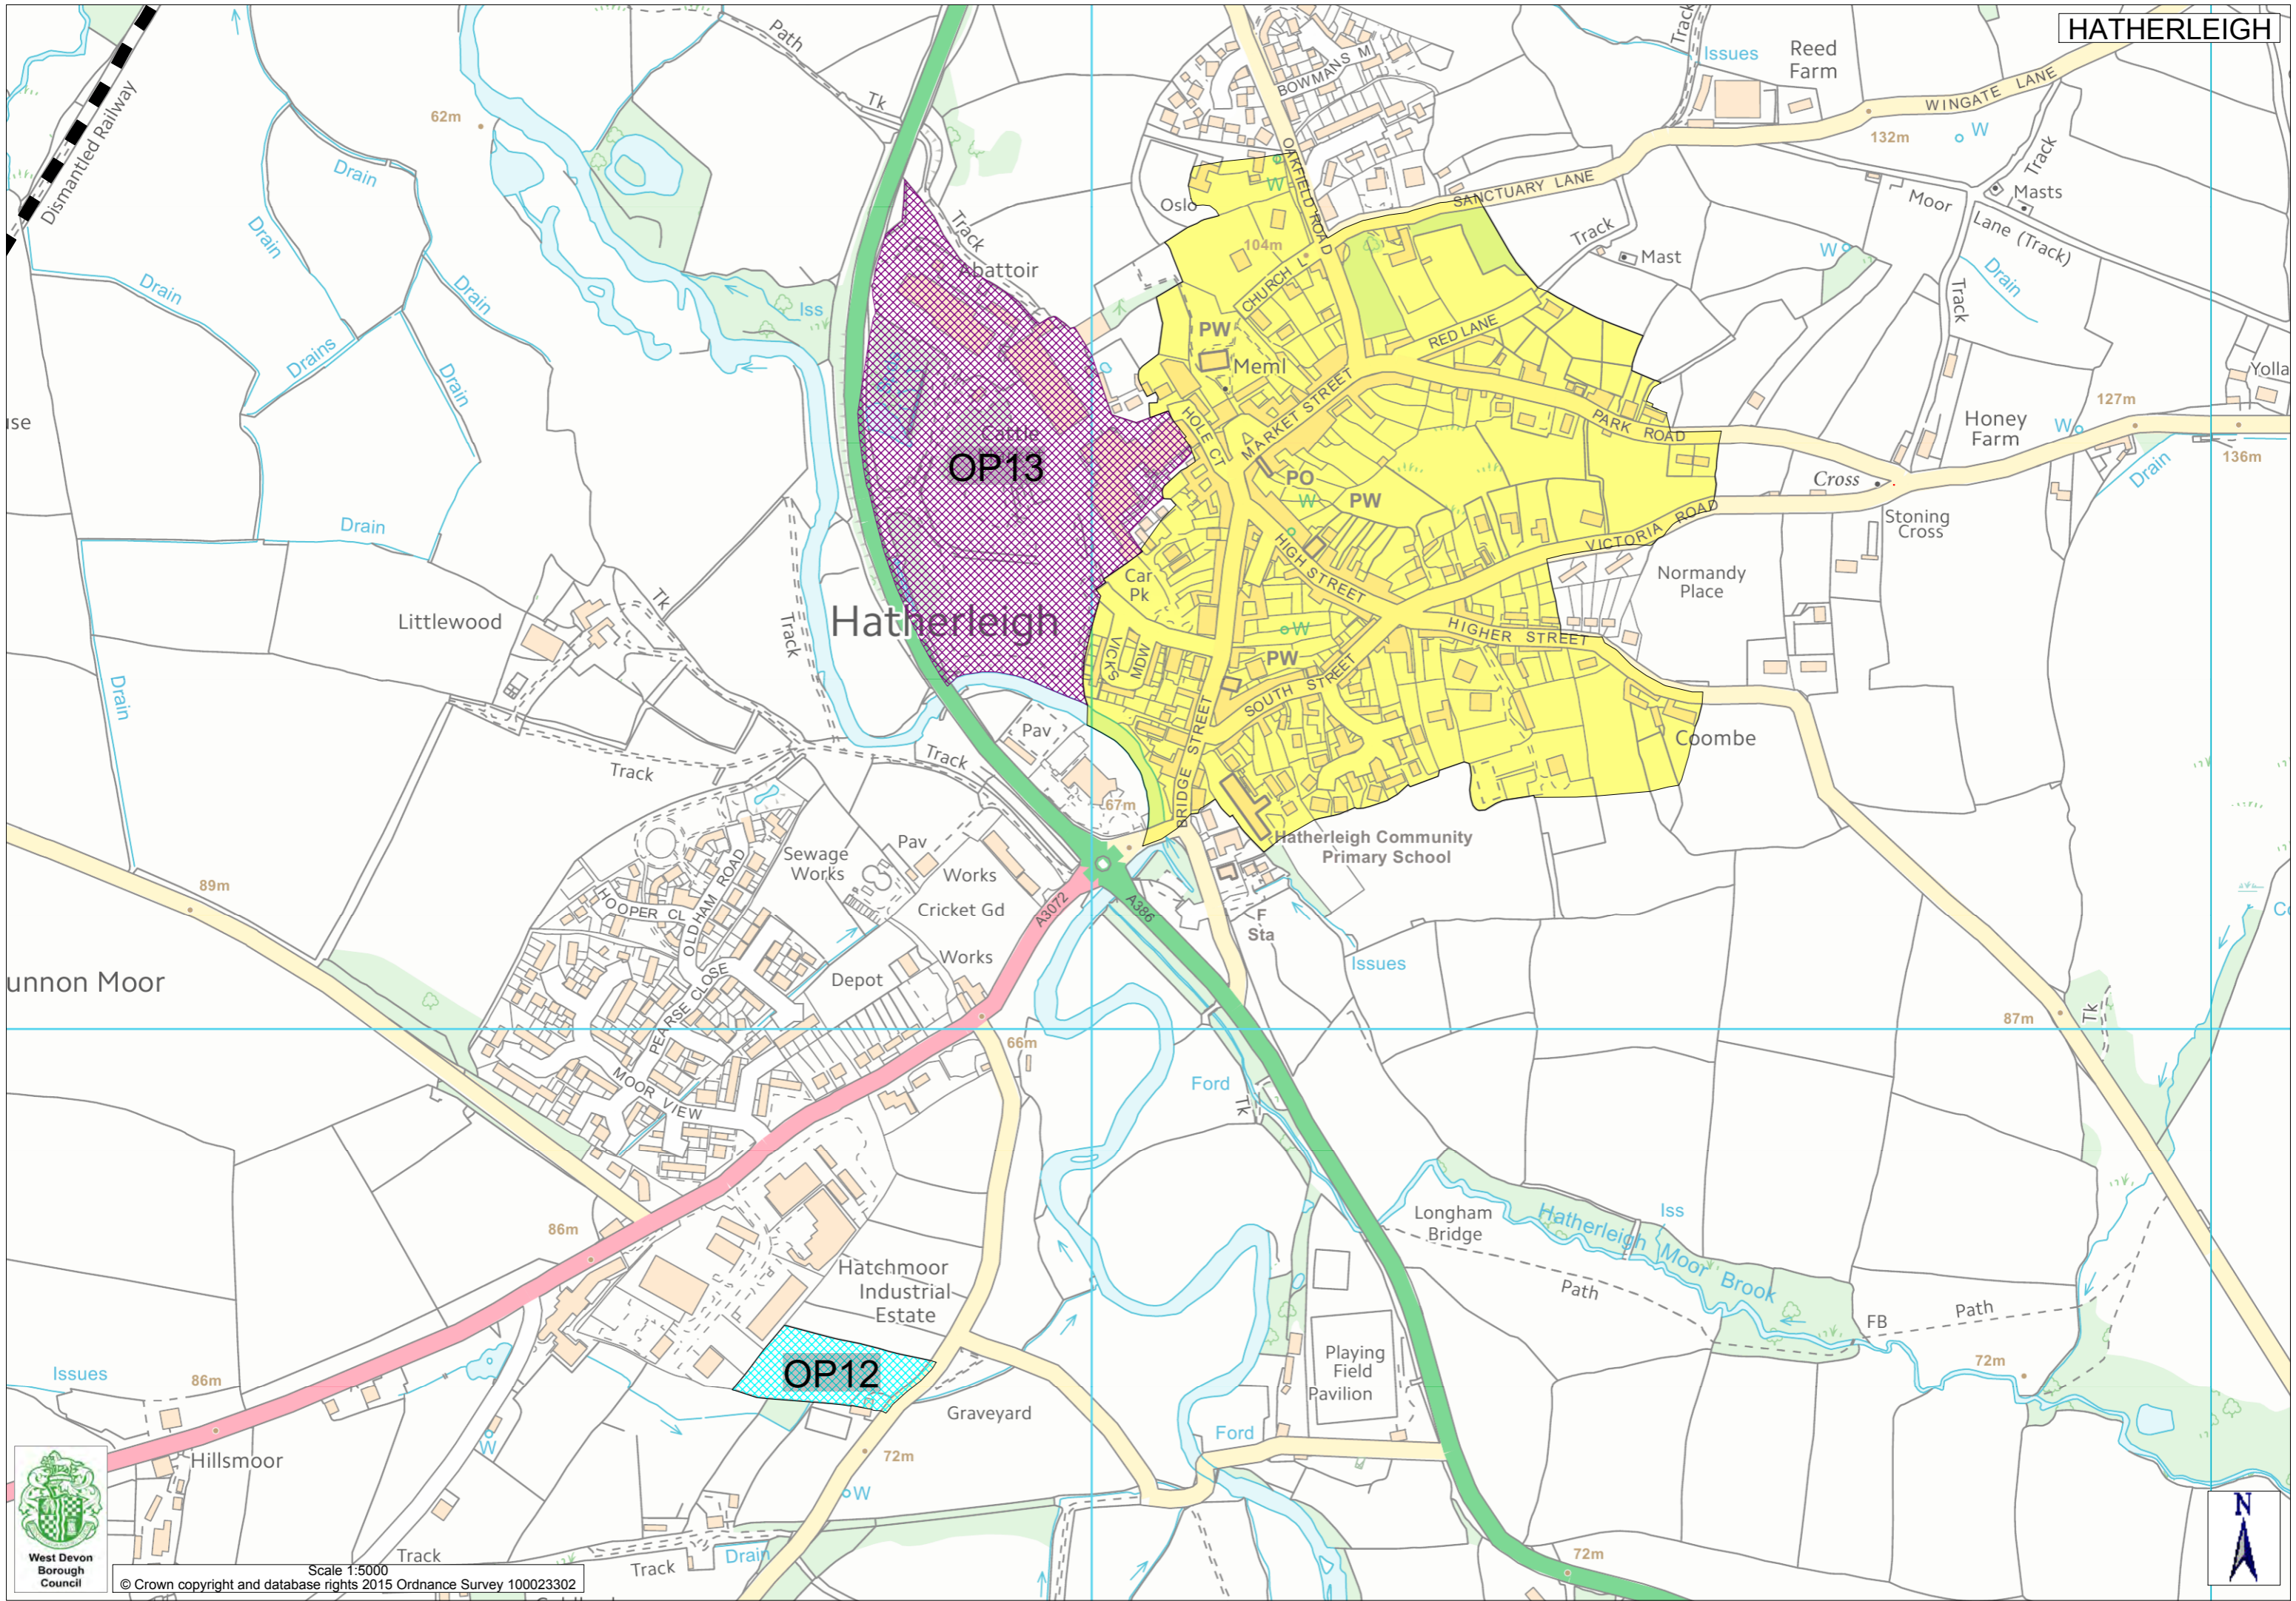 HATHERLEIGH
Path
Track
BOWMANS M
Issues
Reed
Farm
WINGATE LANE
Tk
62m
132m
W
Dismantled Railway
OAKFIELD ROAD
Drain
Track
W
SANCTUARY LANE
Masts
Oslo
Moor
Lane (Track)
Drain
Track
104m
Track
Mast
W
Abattoir
CHURCH L
Drain
Drain
Drain
Iss
Track
PW
RED LANE
Drains
Meml
Yolla
Drain
MARKET STREET
127m
HOLE CT
PARK ROAD
Honey
Farm
W
Cattle
136m
OP13
PO
Cross
Drain
W
PW
VICTORIA ROAD
Stoning
Cross
Drain
HIGH STREET
Car
Pk
Normandy
Place
Tk
Littlewood
Hatherleigh
Track
W
HIGHER STREET
VICKS
MDW
PW
Drain
SOUTH STREET
Pav
Coombe
Track
Track
BRIDGE STREET
67m
Hatherleigh Community
Primary School
Pav
Sewage
Works
Works
89m
OLDHAM ROAD
HOOPER CL
A3072
A386
Cricket Gd
F
Sta
Works
Issues
unnon Moor
Depot
PEARSE CLOSE
87m
Tk
66m
MOOR VIEW
Ford
Tk
Longham
Bridge
Iss
Hatherleigh Moor Brook
86m
Hatchmoor
Industrial
Estate
Path
Path
FB
Issues
86m
OP12
Playing
Field
Pavilion
72m
Graveyard
Ford
W
Hillsmoor
72m
W
N
West Devon
Borough
Council
Track
Track
Drain
72m
Scale 1:5000
© Crown copyright and database rights 2015 Ordnance Survey 100023302